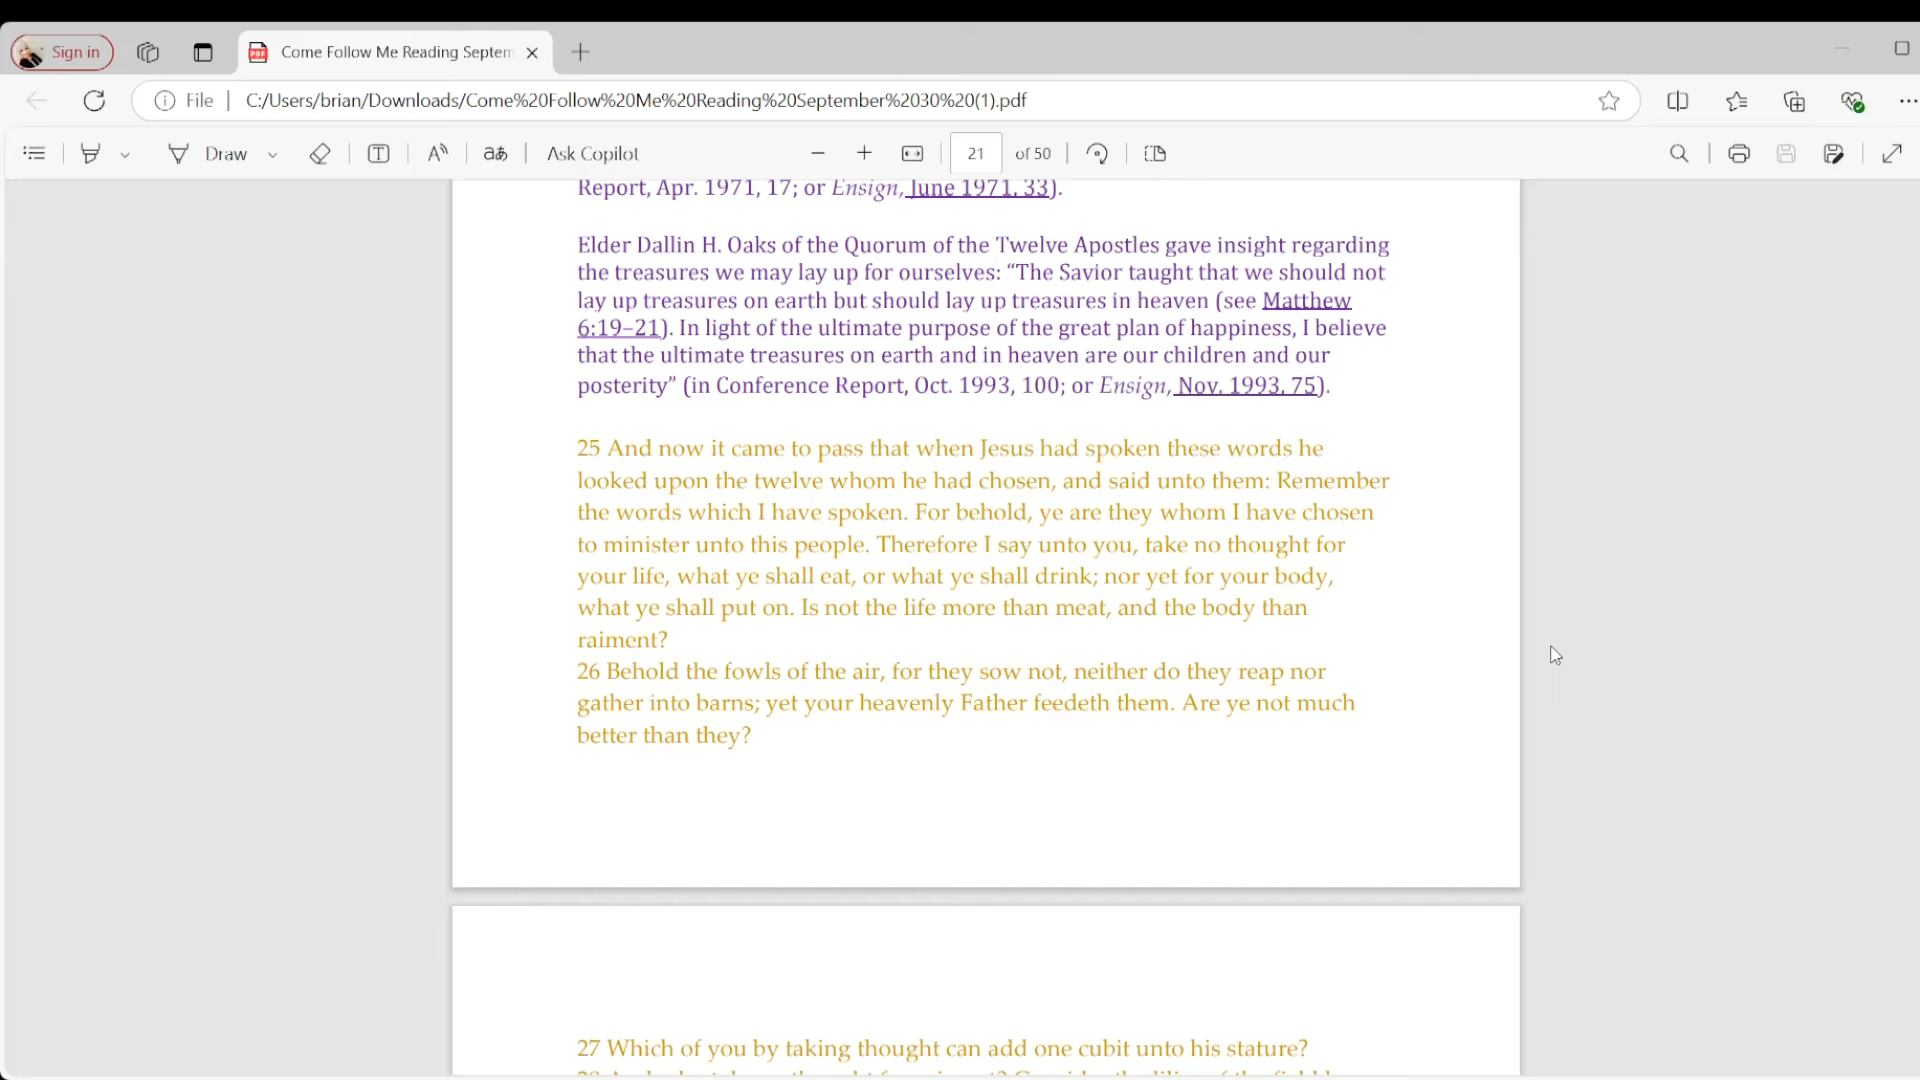 Sign in
Come Follow Me Reading Septem
File
C:/Users/brian/Downloads/Come%20Follow%20Me%20Reading%20September%2030%20(1).pdf
Draw
aあ
Ask Copilot
21 of 50
Report, Apr. 1971, 17; or Ensign, June 1971, 33).
Elder Dallin H. Oaks of the Quorum of the Twelve Apostles gave insight regarding
the treasures we may lay up for ourselves: “The Savior taught that we should not
lay up treasures on earth but should lay up treasures in heaven (see Matthew
6:19–21). In light of the ultimate purpose of the great plan of happiness, I believe
that the ultimate treasures on earth and in heaven are our children and our
posterity” (in Conference Report, Oct. 1993, 100; or Ensign, Nov. 1993, 75).
25 And now it came to pass that when Jesus had spoken these words he
looked upon the twelve whom he had chosen, and said unto them: Remember
the words which I have spoken. For behold, ye are they whom I have chosen
to minister unto this people. Therefore I say unto you, take no thought for
your life, what ye shall eat, or what ye shall drink; nor yet for your body,
what ye shall put on. Is not the life more than meat, and the body than
raiment?
26 Behold the fowls of the air, for they sow not, neither do they reap nor
gather into barns; yet your heavenly Father feedeth them. Are ye not much
better than they?
27 Which of you by taking thought can add one cubit unto his stature?